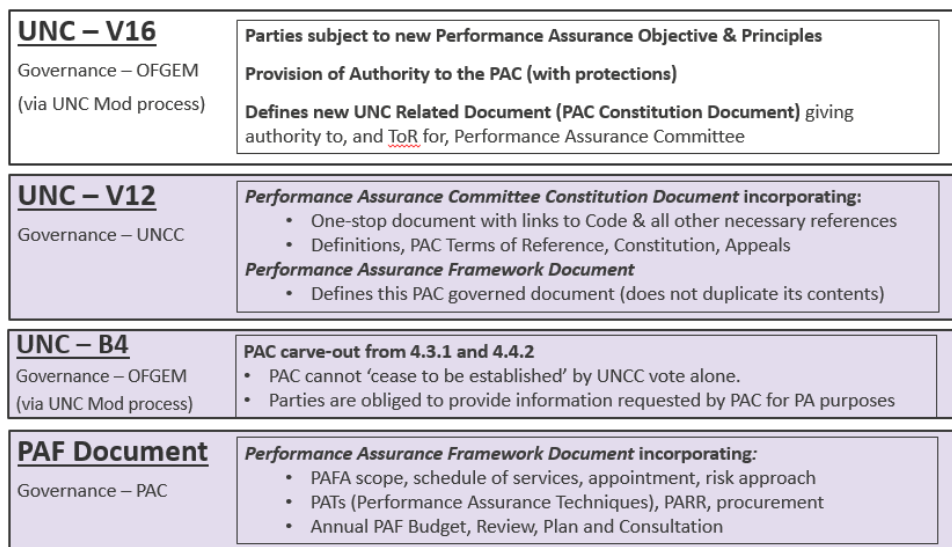 UNC – V16
Governance – OFGEM
(via UNC Mod process)
Parties subject to new Performance Assurance Objective & Principles
Provision of Authority to the PAC (with protections)
Defines new UNC Related Document (PAC Constitution Document) giving
authority to, and ToR for, Performance Assurance Committee
UNC – V12
Governance – UNCC
Performance Assurance Committee Constitution Document incorporating:
• One-stop document with links to Code & all other necessary references
• Definitions, PAC Terms of Reference, Constitution, Appeals
Performance Assurance Framework Document
• Defines this PAC governed document (does not duplicate its contents)
UNC – B4
Governance – OFGEM
(via UNC Mod process)
PAC carve-out from 4.3.1 and 4.4.2
• PAC cannot ‘cease to be established’ by UNCC vote alone.
• Parties are obliged to provide information requested by PAC for PA purposes
PAF Document
Governance – PAC
Performance Assurance Framework Document incorporating:
• PAFA scope, schedule of services, appointment, risk approach
• PATs (Performance Assurance Techniques), PARR, procurement
• Annual PAF Budget, Review, Plan and Consultation